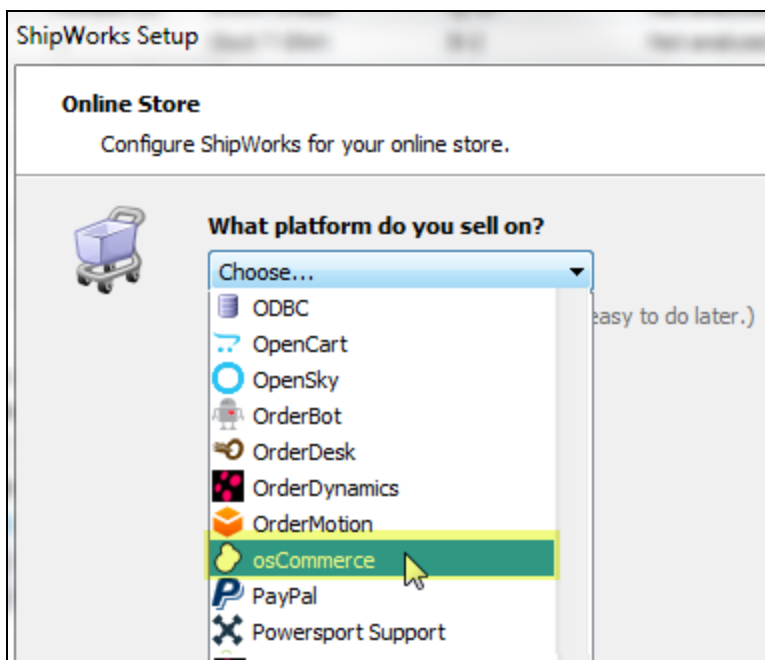 ShipWorks Setup
Online Store
Configure ShipWorks for your online store.
What platform do you sell on?
Choose...
ODBC
easy to do later.)
OpenCart
OpenSky
OrderBot
OrderDesk
OrderDynamics
OrderMotion
osCommerce
PayPal
Powersport Support